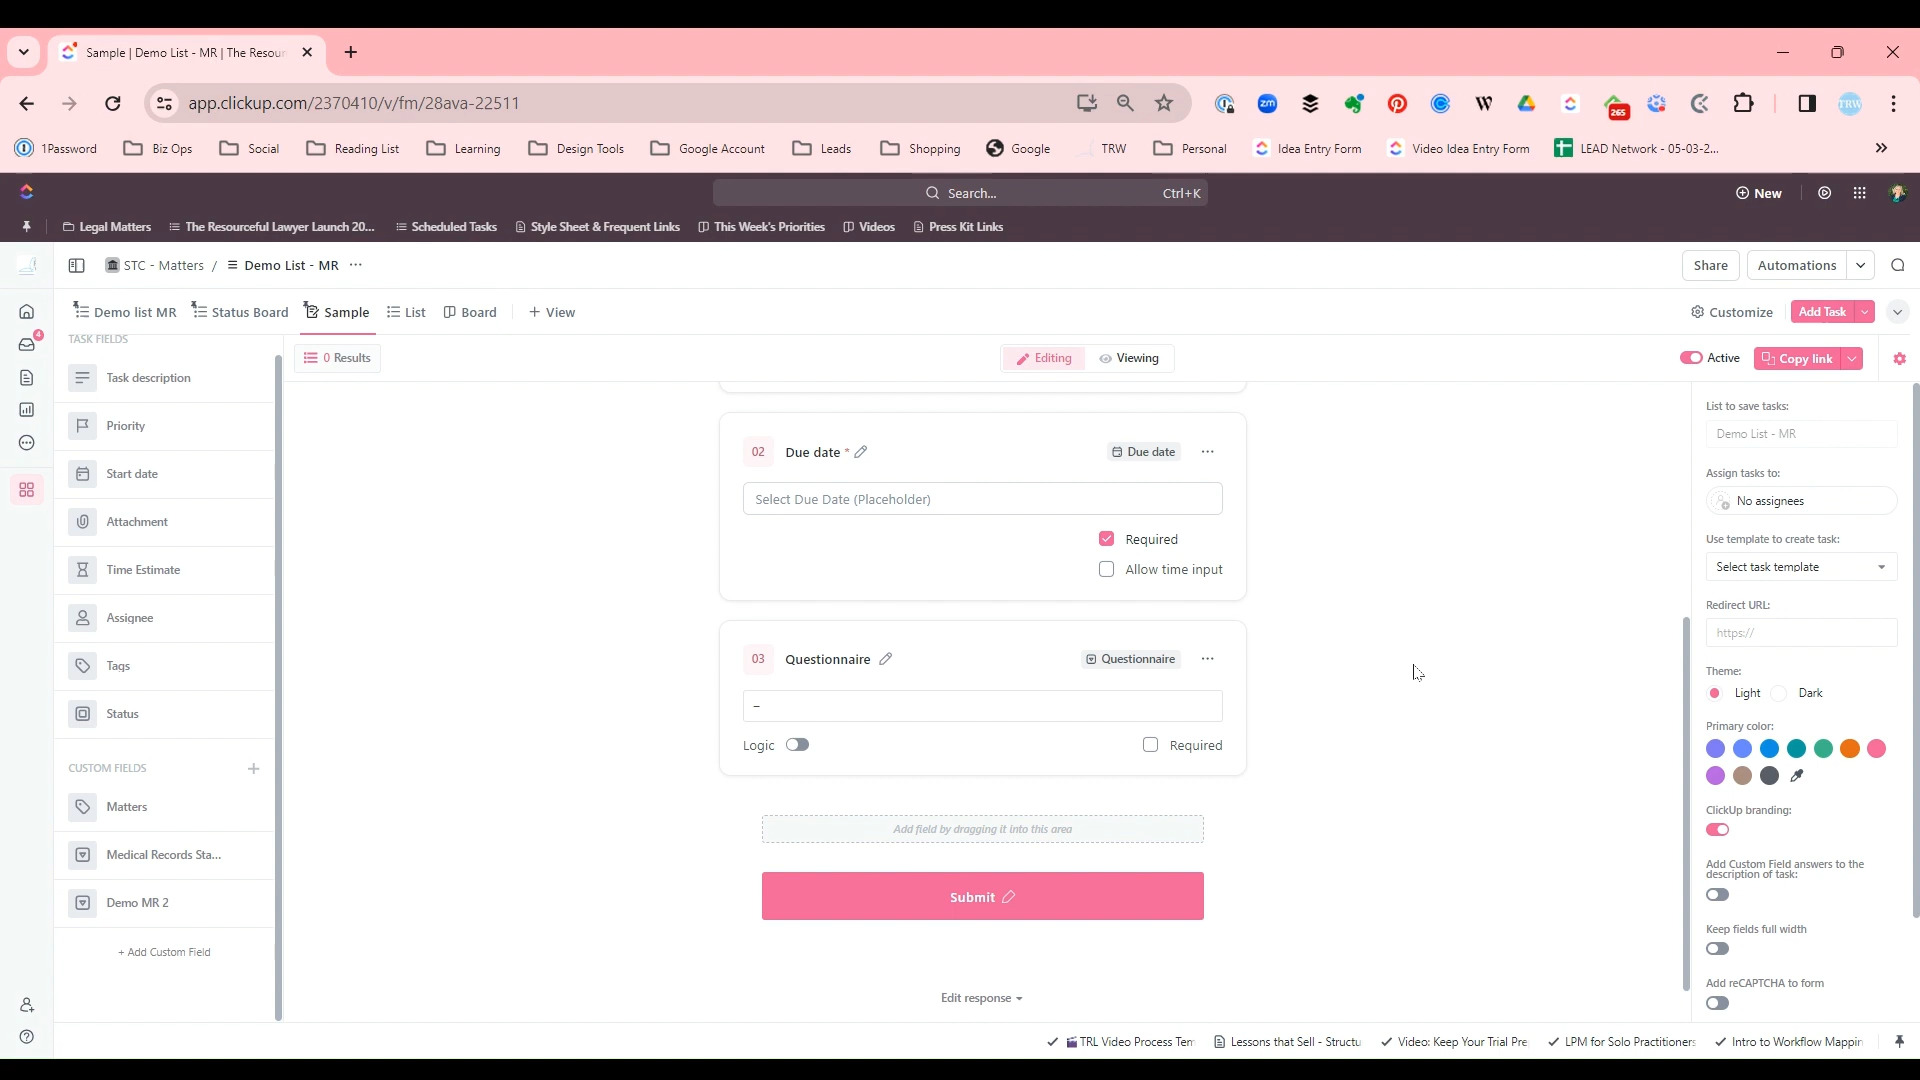 Sample | Demo List - MR | The Resour
app.clickup.com/2370410/v/fm/28ava-22511
zm
W
265
TRW
1Password
Biz Ops
Social
Reading List
Learning
Design Tools
Google Account
Leads
Shopping
Google
TRW
Personal
Idea Entry Form
Video Idea Entry Form
LEAD Network - 05-03-2...
Search...
Ctrl+K
New
Legal Matters
The Resourceful Lawyer Launch 20...
Scheduled Tasks
Style Sheet & Frequent Links
This Week's Priorities
Videos
Press Kit Links
STC - Matters / Demo List - MR
Share
Automations
Demo list MR
Status Board
Sample
List
Board
+ View
Customize
Add Task
4
TASK FIELDS
Task description
Priority
Start date
Attachment
Time Estimate
Assignee
Tags
Status
CUSTOM FIELDS
Matters
Medical Records Sta...
Demo MR 2
+ Add Custom Field
0 Results
Editing
Viewing
Active
Copy link
02
Due date *
Due date
Select Due Date (Placeholder)
Required
Allow time input
03
Questionnaire
Questionnaire
–
Logic
Required
Add field by dragging it into this area
Submit
Edit response
List to save tasks:
Demo List - MR
Assign tasks to:
No assignees
Use template to create task:
Select task template
Redirect URL:
https://
Theme:
Light
Dark
Primary color:
ClickUp branding:
Add Custom Field answers to the
description of task:
Keep fields full width
Add reCAPTCHA to form
TRL Video Process Tem
Lessons that Sell - Structu
Video: Keep Your Trial Pre
LPM for Solo Practitioners
Intro to Workflow Mappin